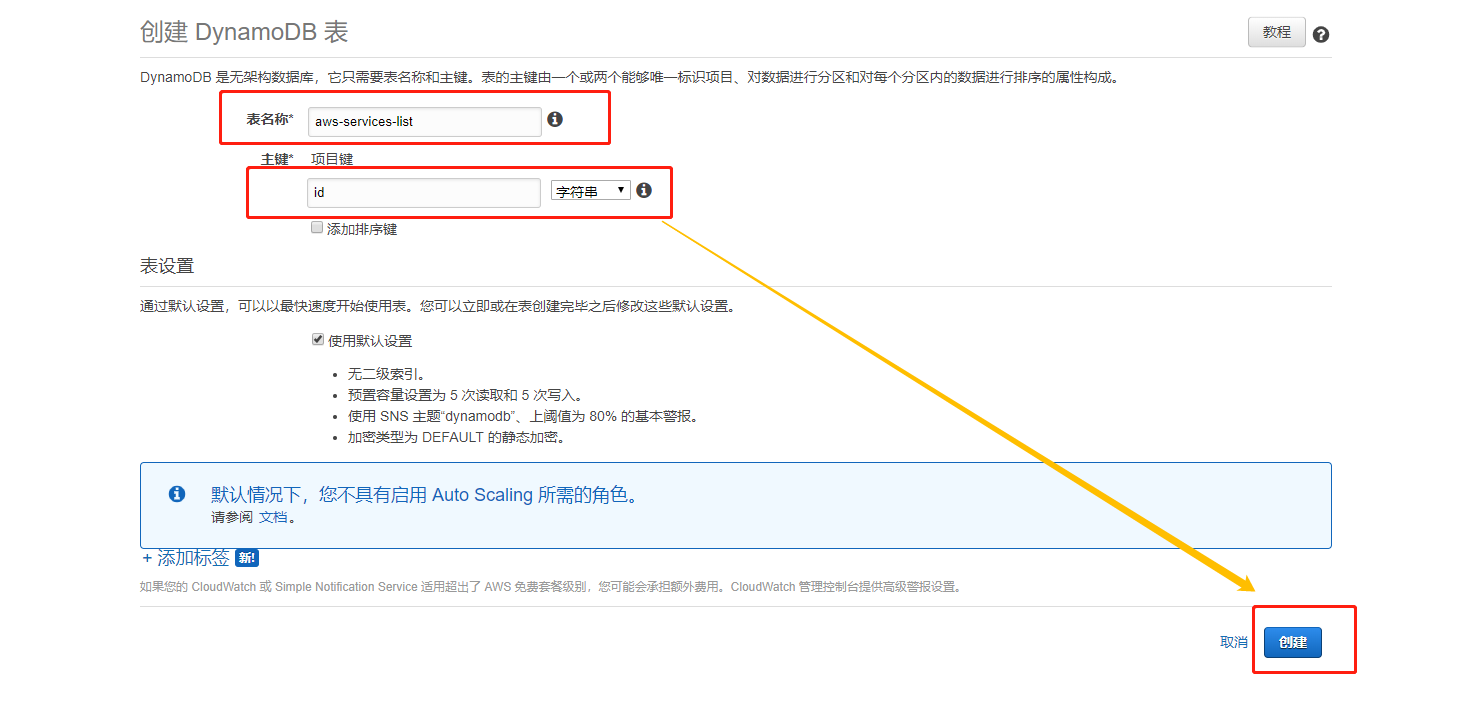 创建 DynamoDB 表
教程
DynamoDB 是无架构数据库，它只需要表名称和主键。表的主键由一个或两个能够唯一标识项目、对数据进行分区和对每个分区内的数据进行排序的属性构成。
表名称* aws-services-list
主键* 项目键
id 字符串
添加排序键
表设置
通过默认设置，可以以最快速度开始使用表。您可以立即或在表创建完毕之后修改这些默认设置。
使用默认设置
• 无二级索引。
• 预置容量设置为 5 次读取和 5 次写入。
• 使用 SNS 主题“dynamodb”、上阈值为 80% 的基本警报。
• 加密类型为 DEFAULT 的静态加密。
默认情况下，您不具有启用 Auto Scaling 所需的角色。
请参阅 文档。
+ 添加标签 新!
如果您的 CloudWatch 或 Simple Notification Service 适用超出了 AWS 免费套餐级别，您可能会承担额外费用。CloudWatch 管理控制台提供高级警报设置。
取消 创建